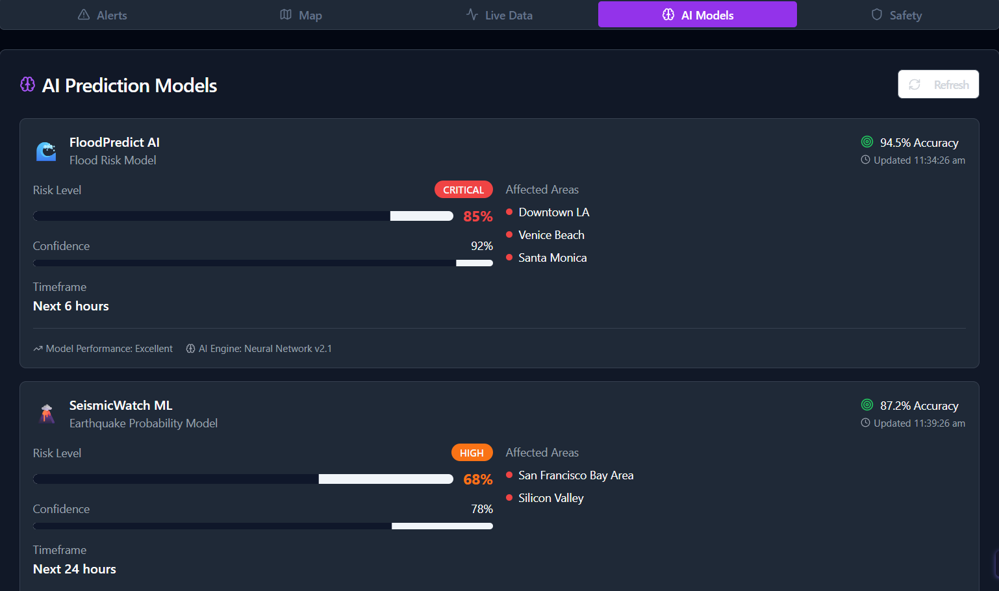 Alerts
Map
Live Data
AI Models
Safety
AI Prediction Models
Refresh
FloodPredict AI
Flood Risk Model
94.5% Accuracy
Updated 11:34:26 am
Risk Level
CRITICAL
85%
Confidence
92%
Timeframe
Next 6 hours
Affected Areas
Downtown LA
Venice Beach
Santa Monica
Model Performance: Excellent
AI Engine: Neural Network v2.1
SeismicWatch ML
Earthquake Probability Model
87.2% Accuracy
Updated 11:39:26 am
Risk Level
HIGH
68%
Confidence
78%
Timeframe
Next 24 hours
Affected Areas
San Francisco Bay Area
Silicon Valley